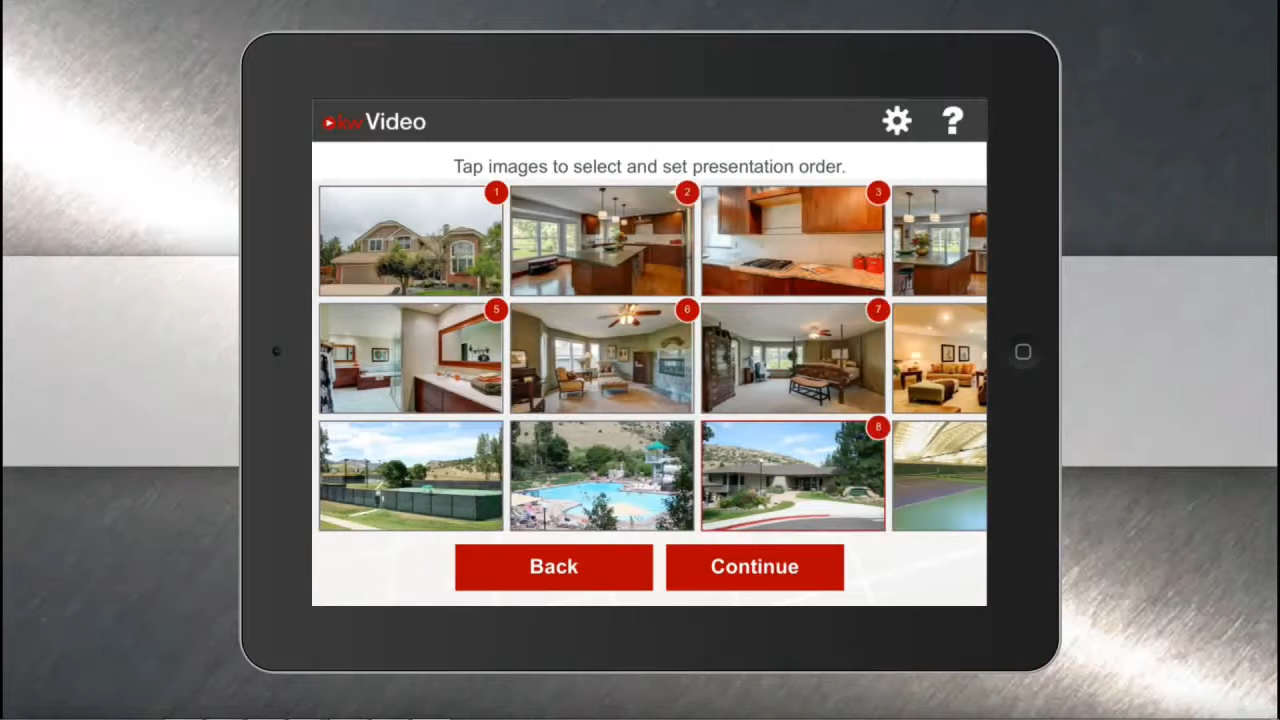 kw Video
?
Tap images to select and set presentation order.
1
2
3
5
6
7
8
Back
Continue